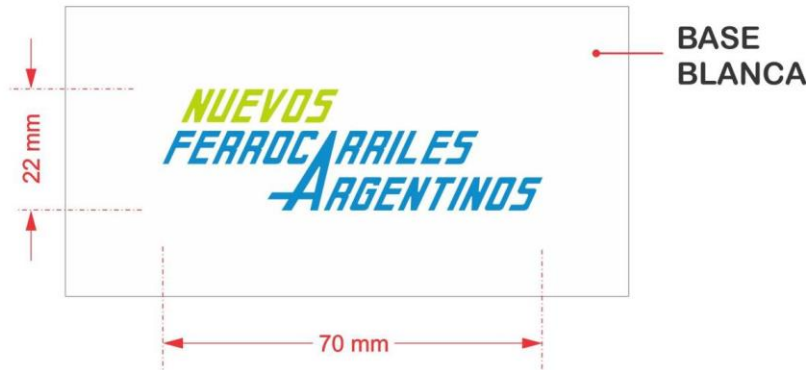 BASE
BLANCA
NUEVOS
FERROCARRILES
ARGENTINOS
22 mm
70 mm